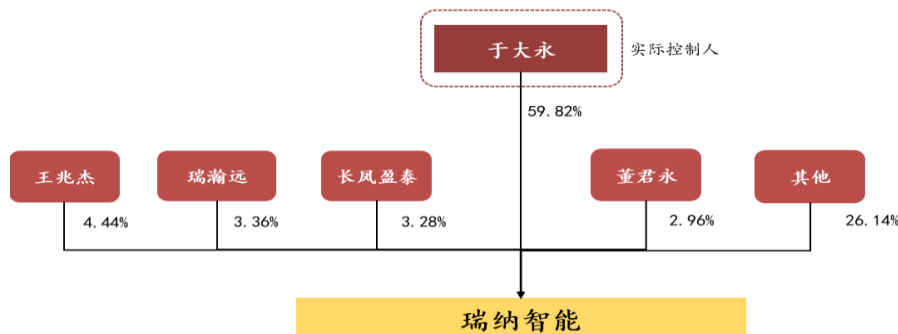 于大永
实际控制人
59.82%
王兆杰
瑞瀚远
长风盈泰
董君永
其他
4.44%
3.36%
3.28%
2.96%
26.14%
瑞纳智能